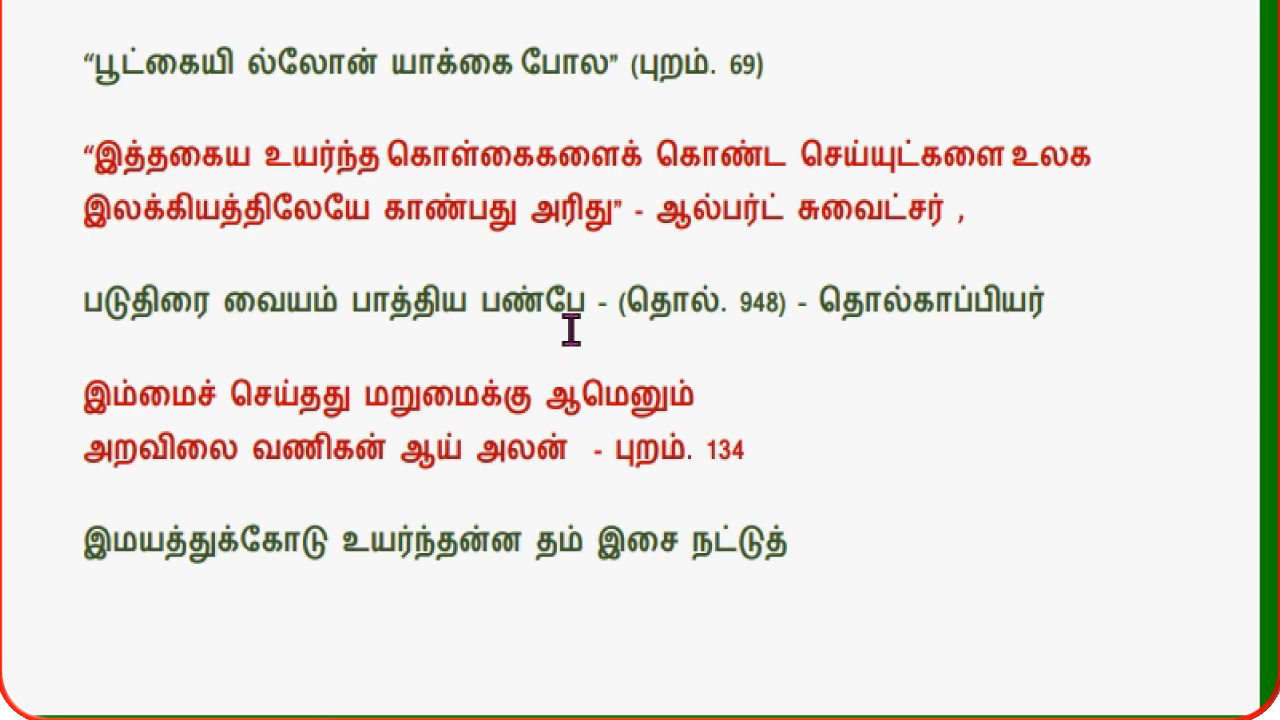 “பூட்கையி ல்லோன் யாக்கை போல” (புறம். 69)
“இத்தகைய உயர்ந்த கொள்கைகளைக் கொண்ட செய்யுட்களை உலக
இலக்கியத்திலேயே காண்பது அரிது” - ஆல்பர்ட் சுவைட்சர் ,
படுதிரை வையம் பாத்திய பண்பே - (தொல். 948) - தொல்காப்பியர்
இம்மைச் செய்தது மறுமைக்கு ஆமெனும்
அறவிலை வணிகன் ஆய் அலன் - புறம். 134
இமயத்துக்கோடு உயர்ந்தன்ன தம் இசை நட்டுத்